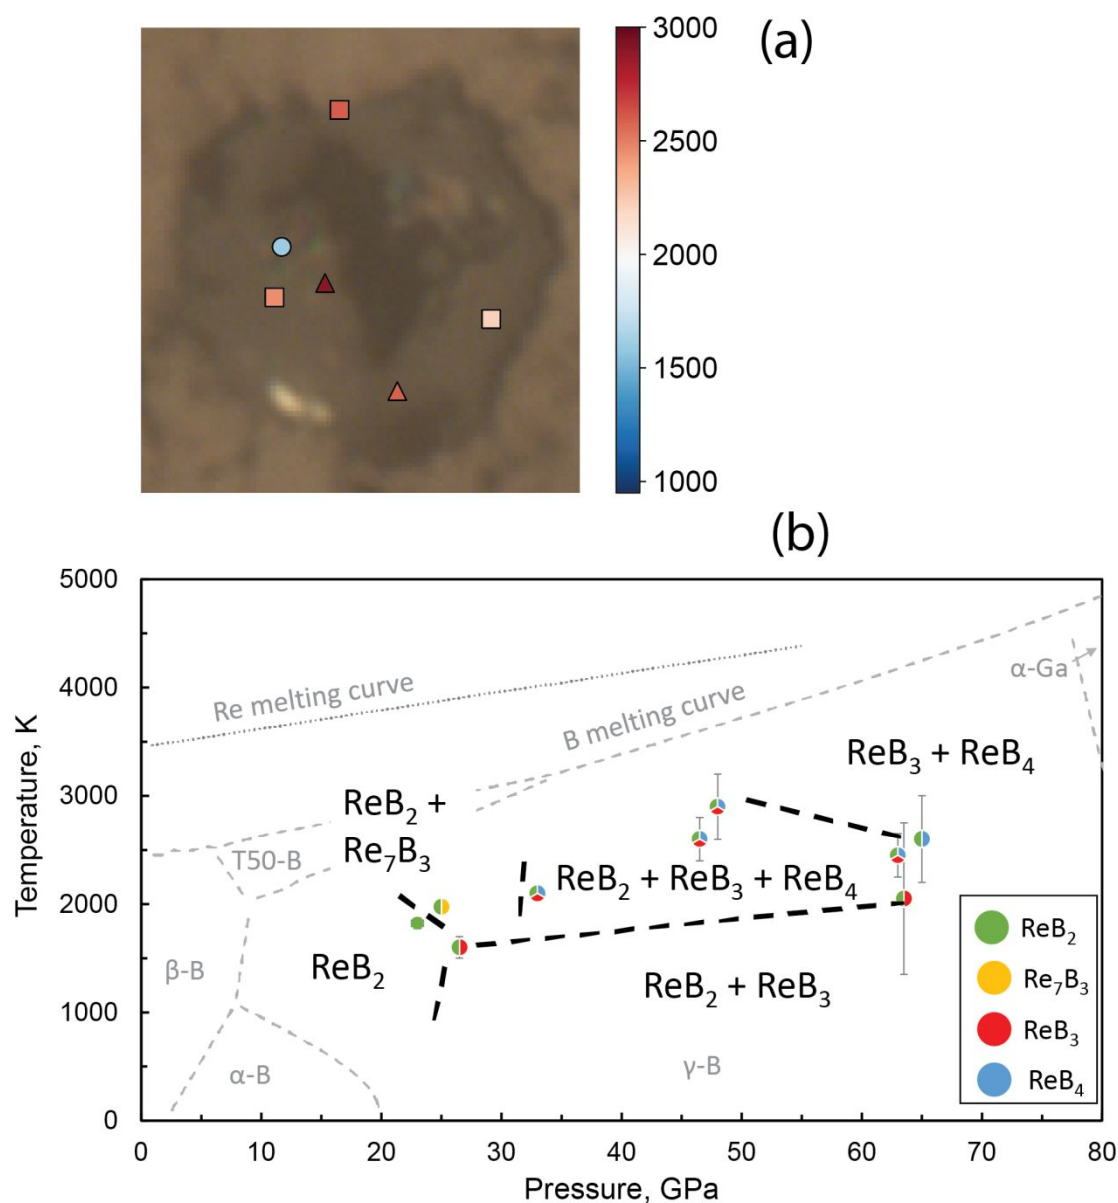 (a)
3000
2500
2000
1500
1000
(b)
5000
4000
3000
2000
1000
0
Temperature, K
Re melting curve
B melting curve
α-Ga
ReB₃ + ReB₄
ReB₂ +
Re₇B₃
T50-B
ReB₂ + ReB₃ + ReB₄
β-B
ReB₂
ReB₂ + ReB₃
α-B
γ-B
ReB₂
Re₇B₃
ReB₃
ReB₄
0 10 20 30 40 50 60 70 80
Pressure, GPa